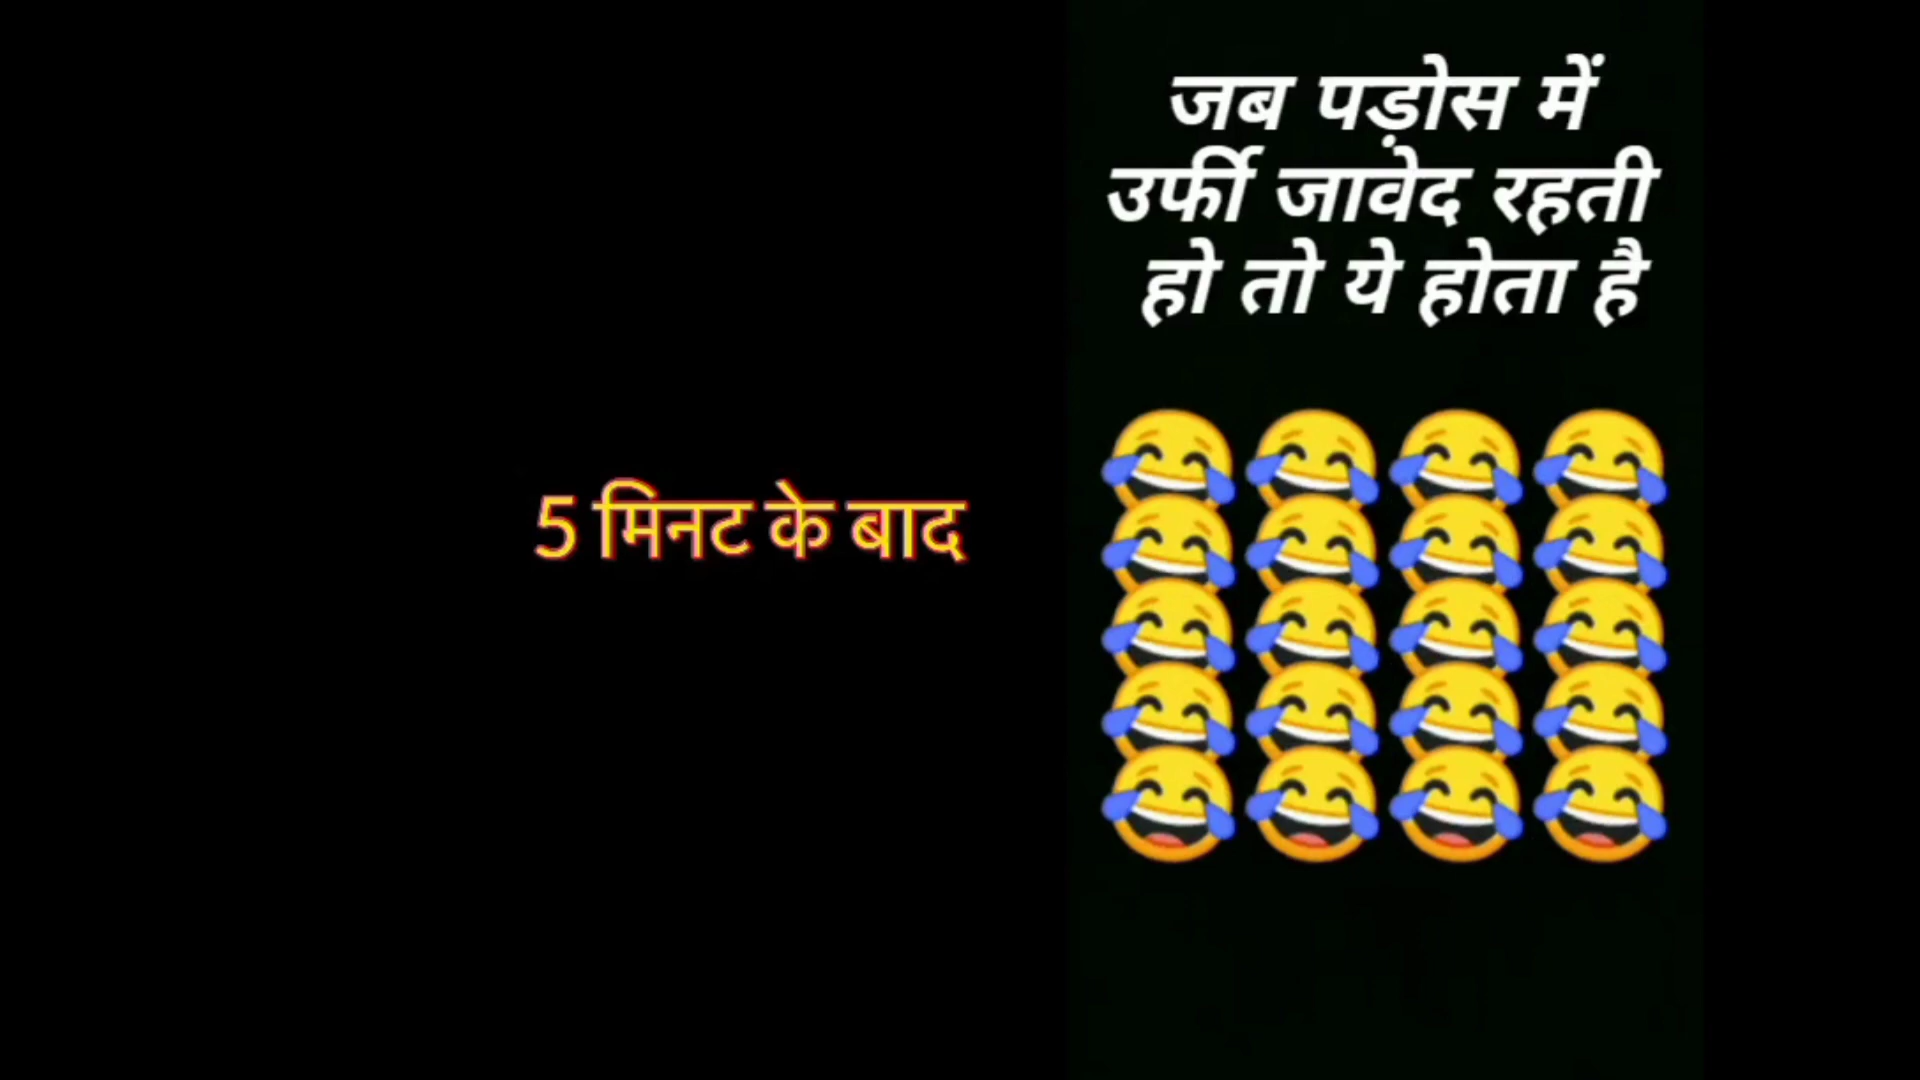 5 मिनट के बाद
जब पड़ोस में
उर्फी जावेद रहती
हो तो ये होता है